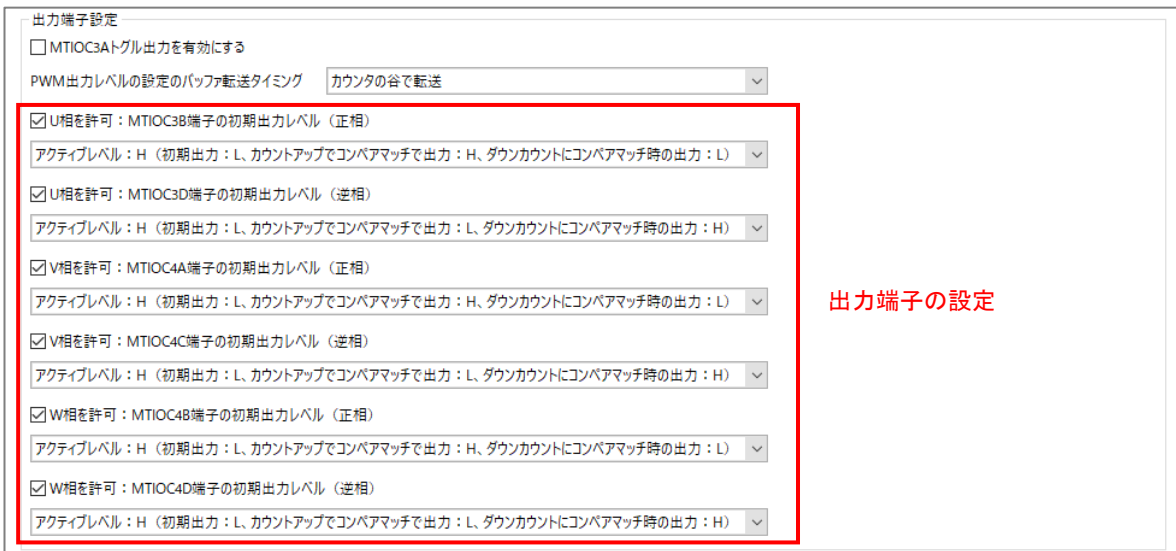 出力端子設定
MTIOC3Aトグル出力を有効にする
PWM出力レベルの設定のバッファ転送タイミング カウンタの谷で転送
U相を許可：MTIOC3B端子の初期出力レベル（正相）
アクティブレベル：H（初期出力：L、カウントアップでコンペアマッチで出力：H、ダウンカウントにコンペアマッチ時の出力：L）
U相を許可：MTIOC3D端子の初期出力レベル（逆相）
アクティブレベル：H（初期出力：L、カウントアップでコンペアマッチで出力：L、ダウンカウントにコンペアマッチ時の出力：H）
V相を許可：MTIOC4A端子の初期出力レベル（正相）
アクティブレベル：H（初期出力：L、カウントアップでコンペアマッチで出力：H、ダウンカウントにコンペアマッチ時の出力：L）
出力端子の設定
V相を許可：MTIOC4C端子の初期出力レベル（逆相）
アクティブレベル：H（初期出力：L、カウントアップでコンペアマッチで出力：L、ダウンカウントにコンペアマッチ時の出力：H）
W相を許可：MTIOC4B端子の初期出力レベル（正相）
アクティブレベル：H（初期出力：L、カウントアップでコンペアマッチで出力：H、ダウンカウントにコンペアマッチ時の出力：L）
W相を許可：MTIOC4D端子の初期出力レベル（逆相）
アクティブレベル：H（初期出力：L、カウントアップでコンペアマッチで出力：L、ダウンカウントにコンペアマッチ時の出力：H）